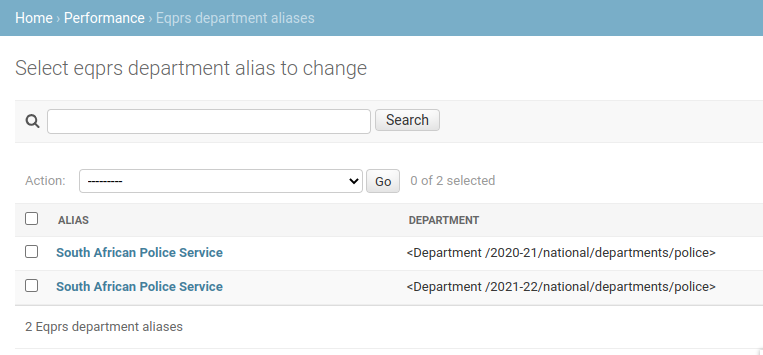 Home › Performance › Eqprs department aliases
Select eqprs department alias to change
Search
Action: --------- Go 0 of 2 selected
ALIAS DEPARTMENT
South African Police Service <Department /2020-21/national/departments/police>
South African Police Service <Department /2021-22/national/departments/police>
2 Eqprs department aliases